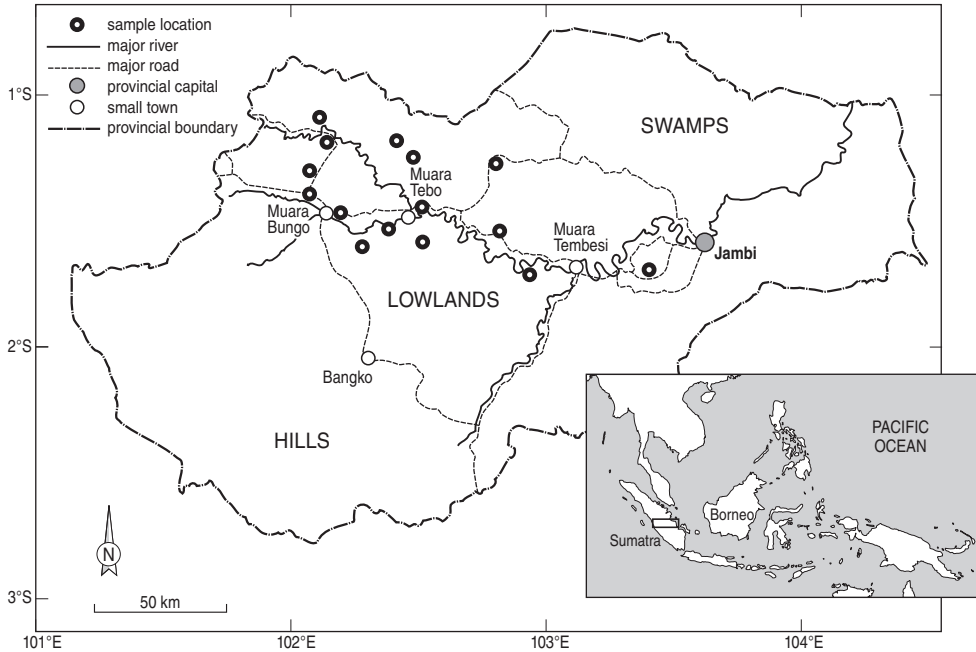 sample location
major river
major road
provincial capital
small town
provincial boundary
1°S
2°S
3°S
SWAMPS
Muara
Tebo
Muara
Bungo
Muara
Tembesi
Jambi
LOWLANDS
Bangko
HILLS
PACIFIC
OCEAN
Borneo
Sumatra
N
50 km
101°E
102°E
103°E
104°E